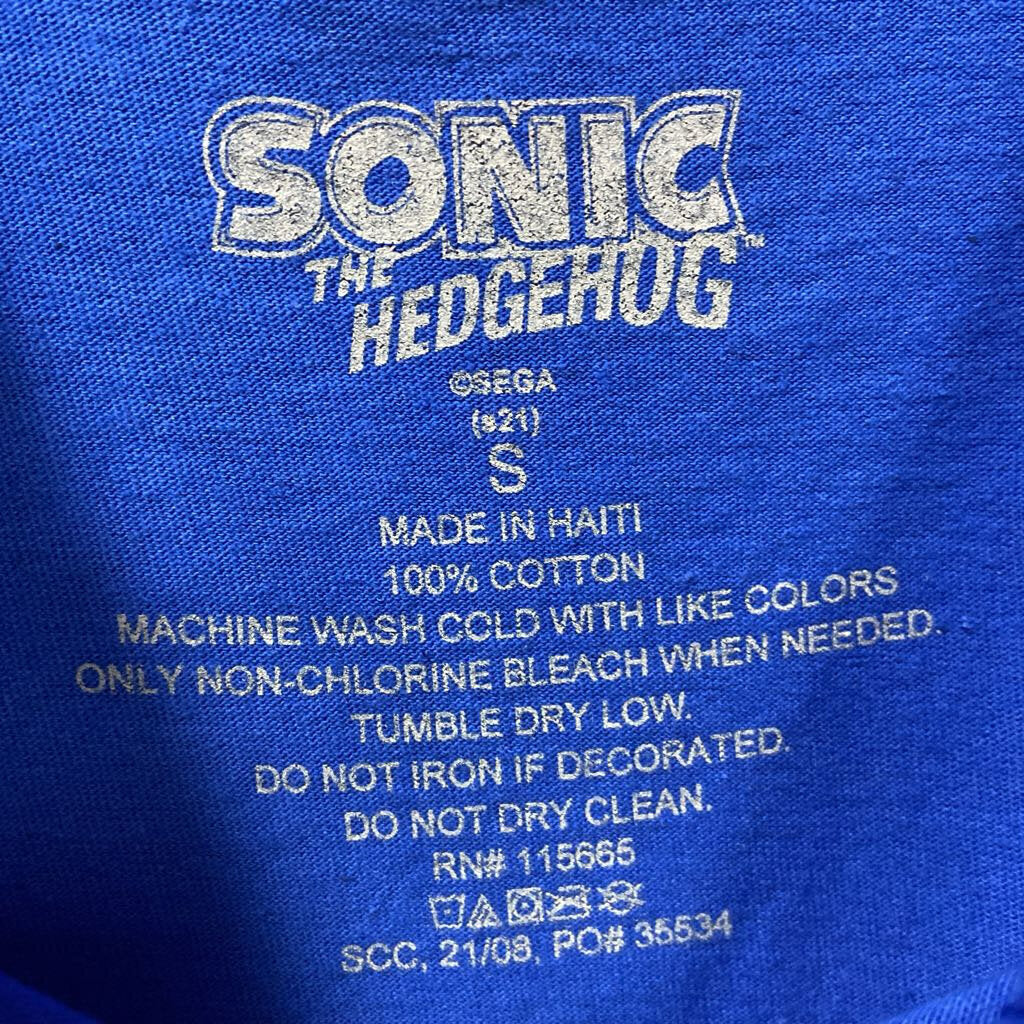 SONIC
THE
HEDGEHOG™
©SEGA
(s21)
S
MADE IN HAITI
100% COTTON
MACHINE WASH COLD WITH LIKE COLORS
ONLY NON-CHLORINE BLEACH WHEN NEEDED.
TUMBLE DRY LOW.
DO NOT IRON IF DECORATED.
DO NOT DRY CLEAN.
RN# 115665
SCC, 21/08, PO# 35534